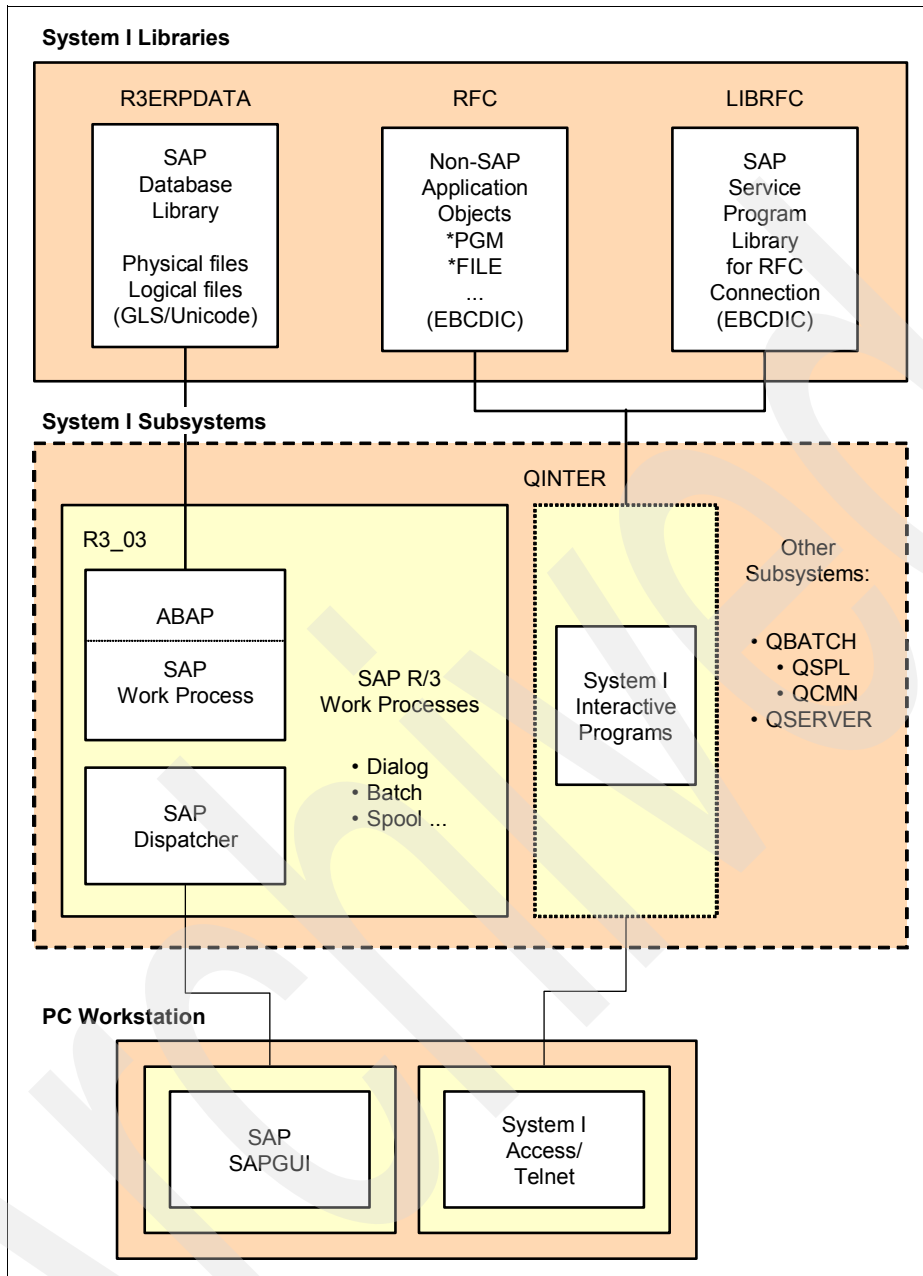 System I Libraries
R3ERPDATA
RFC
LIBRFC
SAP
Database
Library
Physical files
Logical files
(GLS/Unicode)
Non-SAP
Application
Objects
*PGM
*FILE
...
(EBCDIC)
SAP
Service
Program
Library
for RFC
Connection
(EBCDIC)
System I Subsystems
QINTER
R3_03
ABAP
SAP
Work Process
SAP
Dispatcher
SAP R/3
Work Processes
• Dialog
• Batch
• Spool ...
System I
Interactive
Programs
Other
Subsystems:
• QBATCH
• QSPL
• QCMN
• QSERVER
PC Workstation
SAP
SAPGUI
System I
Access/
Telnet
Archived